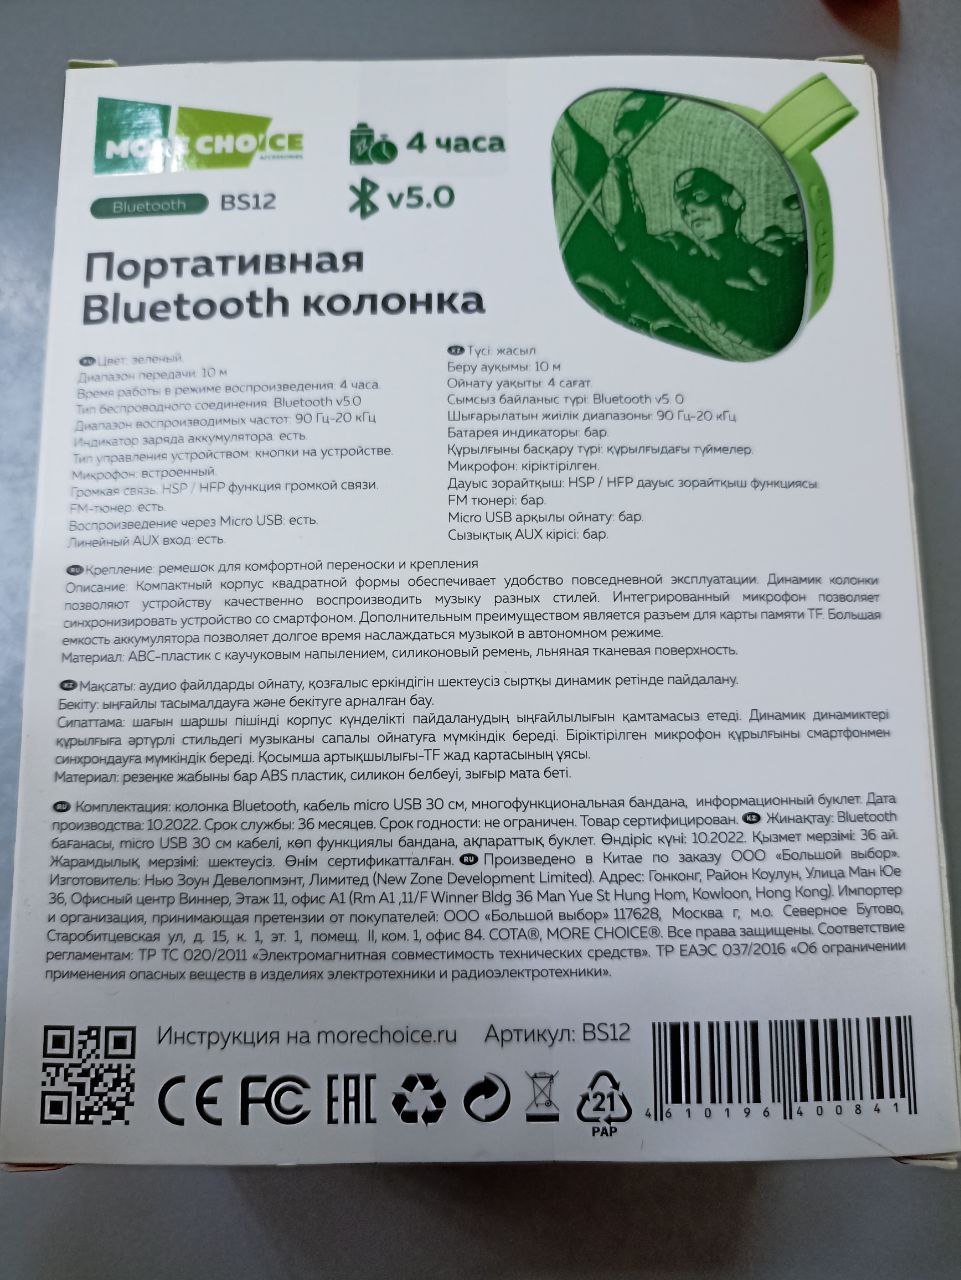 MORE CHOICE
ACCESSORIES
4 часа
Bluetooth BS12
v5.0
Портативная
Bluetooth колонка
RU Цвет: зеленый.
Диапазон передачи: 10 м
Время работы в режиме воспроизведения: 4 часа.
Тип беспроводного соединения: Bluetooth v5.0
Диапазон воспроизводимых частот: 90 Гц-20 кГц
Индикатор заряда аккумулятора: есть.
Тип управления устройством: кнопки на устройстве.
Микрофон: встроенный.
Громкая связь: HSP / HFP функция громкой связи.
FM-тюнер: есть.
Воспроизведение через Micro USB: есть.
Линейный AUX вход: есть.
KZ Түсі: жасыл
Беру ауқымы: 10 м
Ойнату уақыты: 4 сағат.
Сымсыз байланыс түрі: Bluetooth v5. 0
Шығарылатын жиілік диапазоны: 90 Гц-20 кГц
Батарея индикаторы: бар.
Құрылғыны басқару түрі: құрылғыдағы түймелер.
Микрофон: кіріктірілген.
Дауыс зорайтқыш: HSP / HFP дауыс зорайтқыш функциясы.
FM тюнері: бар.
Micro USB арқылы ойнату: бар.
Сызықтық AUX кірісі: бар.
RU Крепление: ремешок для комфортной переноски и крепления
Описание: Компактный корпус квадратной формы обеспечивает удобство повседневной эксплуатации. Динамик колонки
позволяют устройству качественно воспроизводить музыку разных стилей. Интегрированный микрофон позволяет
синхронизировать устройство со смартфоном. Дополнительным преимуществом является разъем для карты памяти TF. Большая
емкость аккумулятора позволяет долгое время наслаждаться музыкой в автономном режиме.
Материал: АВС-пластик с каучуковым напылением, силиконовый ремень, льняная тканевая поверхность.
KZ Мақсаты: аудио файлдарды ойнату, қозғалыс еркіндігін шектеусіз сыртқы динамик ретінде пайдалану.
Бекіту: ыңғайлы тасымалдауға және бекітуге арналған бау.
Сипаттама: шағын шаршы пішінді корпус күнделікті пайдаланудың ыңғайлылығын қамтамасыз етеді. Динамик динамиктері
құрылғыға әртүрлі стильдегі музыканы сапалы ойнатуға мүмкіндік береді. Біріктірілген микрофон құрылғыны смартфонмен
синхрондауға мүмкіндік береді. Қосымша артықшылығы-TF жад картасының ұясы.
Материал: резеңке жабыны бар ABS пластик, силикон белбеуі, зығыр мата беті.
RU Комплектация: колонка Bluetooth, кабель micro USB 30 см, многофункциональная бандана, информационный буклет. Дата
производства: 10.2022. Срок службы: 36 месяцев. Срок годности: не ограничен. Товар сертифицирован. KZ Жинақтау: Bluetooth
бағанасы, micro USB 30 см кабелі, көп функциялы бандана, ақпараттық буклет. Өндіріс күні: 10.2022. Қызмет мерзімі: 36 ай.
Жарамдылық мерзімі: шектеусіз. Өнім сертификатталған. RU Произведено в Китае по заказу ООО «Большой выбор».
Изготовитель: Нью Зоун Девелопмэнт, Лимитед (New Zone Development Limited). Адрес: Гонконг, Район Коулун, Улица Ман Юе
36, Офисный центр Виннер, Этаж 11, офис А1 (Rm A1 ,11/F Winner Bldg 36 Man Yue St Hung Hom, Kowloon, Hong Kong). Импортер
и организация, принимающая претензии от покупателей: ООО «Большой выбор» 117628, Москва г, м.о. Северное Бутово,
Старобитцевская ул, д. 15, к. 1, эт. 1, помещ. II, ком. 1, офис 84. СОТА®, MORE CHOICE®. Все права защищены. Соответствие
регламентам: ТР ТС 020/2011 «Электромагнитная совместимость технических средств». ТР ЕАЭС 037/2016 «Об ограничении
применения опасных веществ в изделиях электротехники и радиоэлектротехники».
Инструкция на morechoice.ru Артикул: BS12
CE FC EAC 21
PAP
4 610196 400841